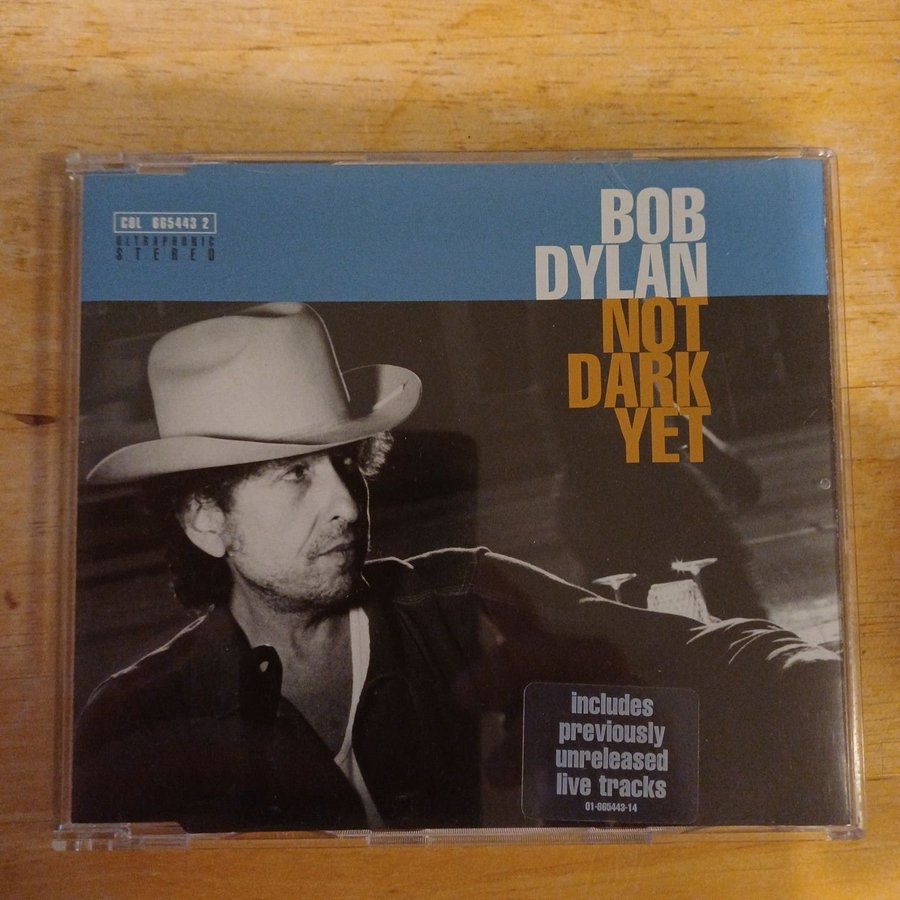 COL 665443 2
ULTRAPHONIC
STEREO
BOB
DYLAN
NOT
DARK
YET
includes
previously
unreleased
live tracks
01-665443-14